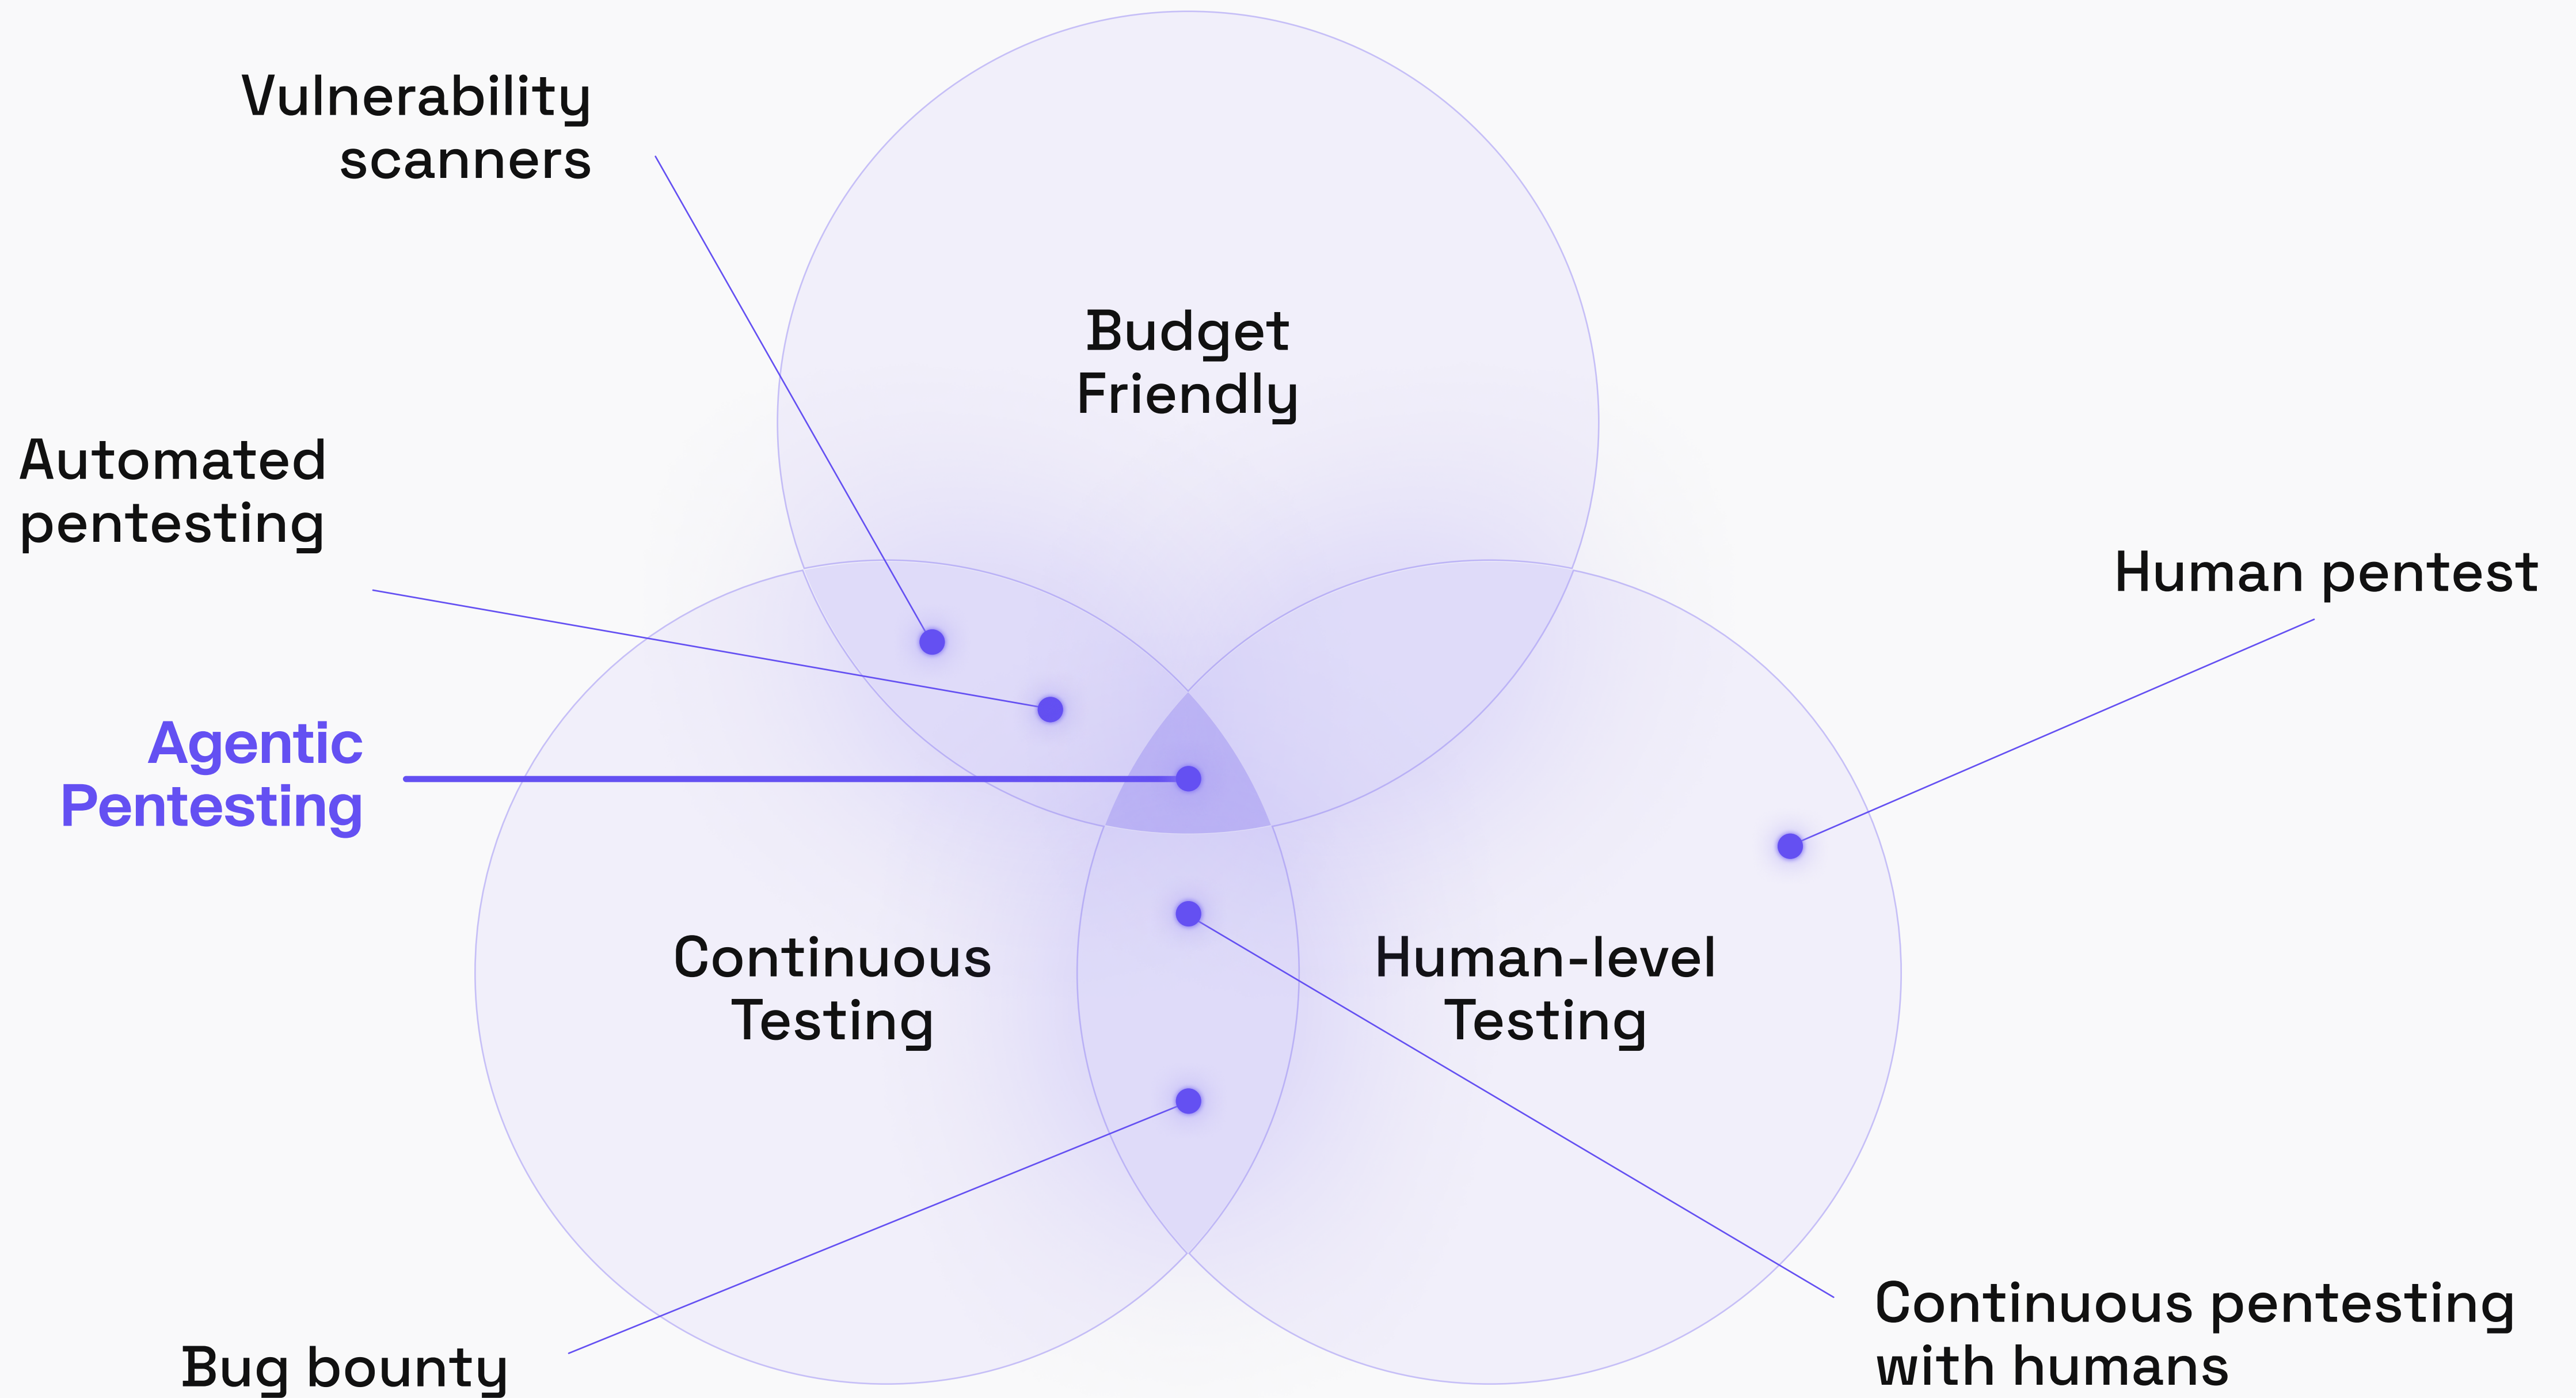 Vulnerability
scanners
Budget
Friendly
Automated
pentesting
Human pentest
Agentic
Pentesting
Continuous
Testing
Human-level
Testing
Bug bounty
Continuous pentesting
with humans